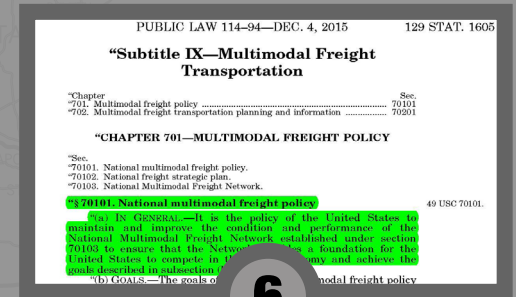 PUBLIC LAW 114–94—DEC. 4, 2015 129 STAT. 1605
“Subtitle IX—Multimodal Freight
Transportation
“Chapter Sec.
“701. Multimodal freight policy ............................................................ 70101
“702. Multimodal freight transportation planning and information ................ 70201
“CHAPTER 701—MULTIMODAL FREIGHT POLICY
“Sec.
“70101. National multimodal freight policy.
“70102. National freight strategic plan.
“70103. National Multimodal Freight Network.
“§ 70101. National multimodal freight policy 49 USC 70101.
“(a) IN GENERAL.—It is the policy of the United States to
maintain and improve the condition and performance of the
National Multimodal Freight Network established under section
70103 to ensure that the Network a foundation for the
United States to compete in and achieve the
goals described in subsection
“(b) GOALS.—The goals freight policy
6